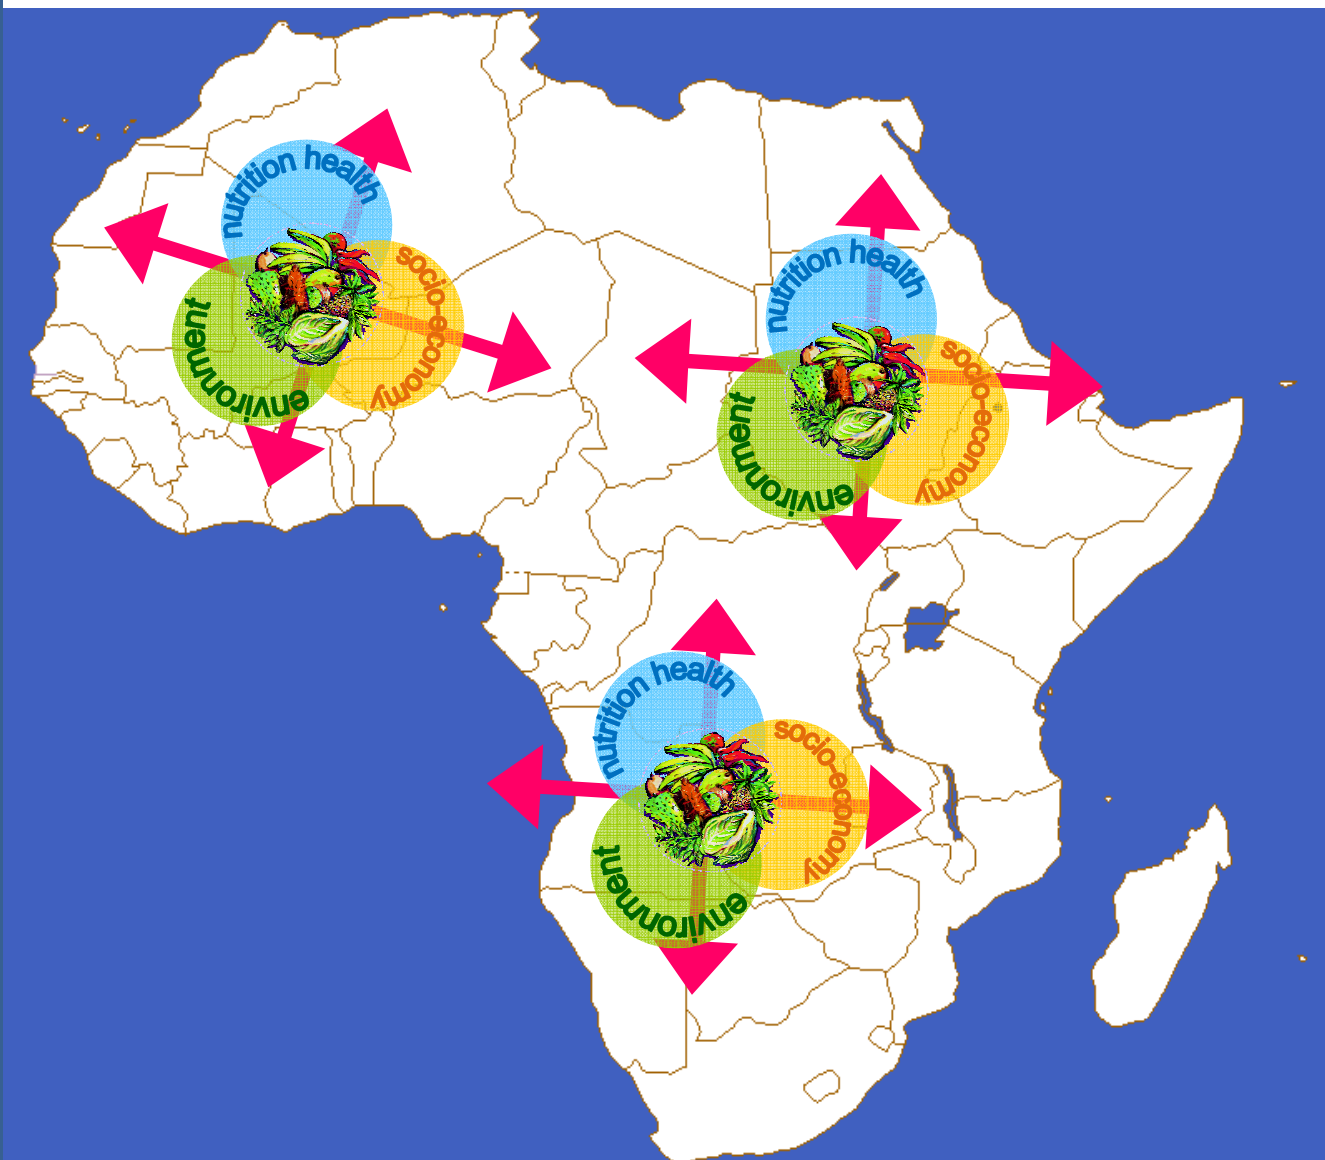 nutrition health
socio-economy
environment
nutrition health
socio-economy
environment
nutrition health
socio-economy
environment